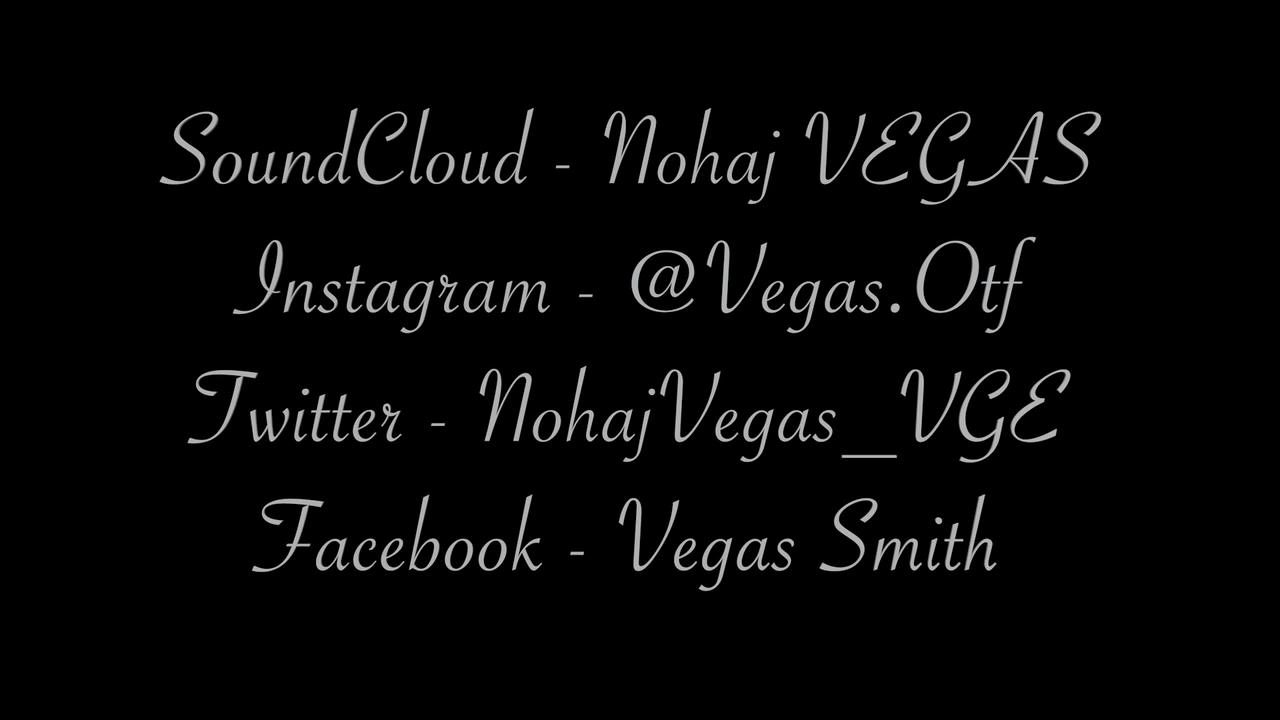 SoundCloud - Nohaj VEGAS
Instagram - @Vegas.Otf
Twitter - NohajVegas_VGE
Facebook - Vegas Smith